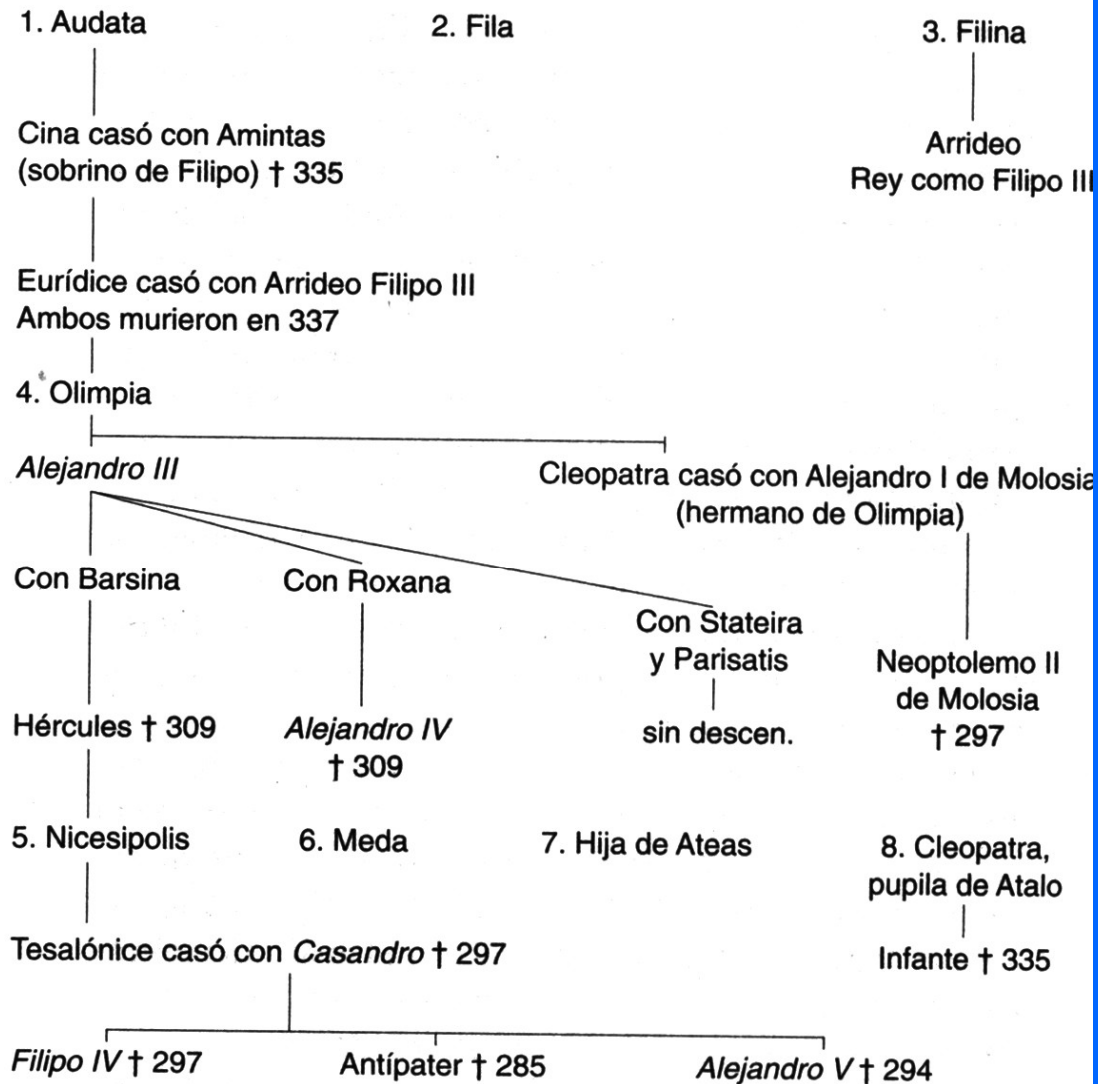 1. Audata
2. Fila
3. Filina
Cina casó con Amintas
(sobrino de Filipo) † 335
Arrideo
Rey como Filipo III
Eurídice casó con Arrideo Filipo III
Ambos murieron en 337
4. Olimpia
Alejandro III
Cleopatra casó con Alejandro I de Molosia
(hermano de Olimpia)
Con Barsina
Con Roxana
Con Stateira
y Parisatis
Neoptolemo II
de Molosia
† 297
Hércules † 309
Alejandro IV
† 309
sin descen.
5. Nicesipolis
6. Meda
7. Hija de Ateas
8. Cleopatra,
pupila de Atalo
Tesalónice casó con Casandro † 297
Infante † 335
Filipo IV † 297
Antípater † 285
Alejandro V † 294